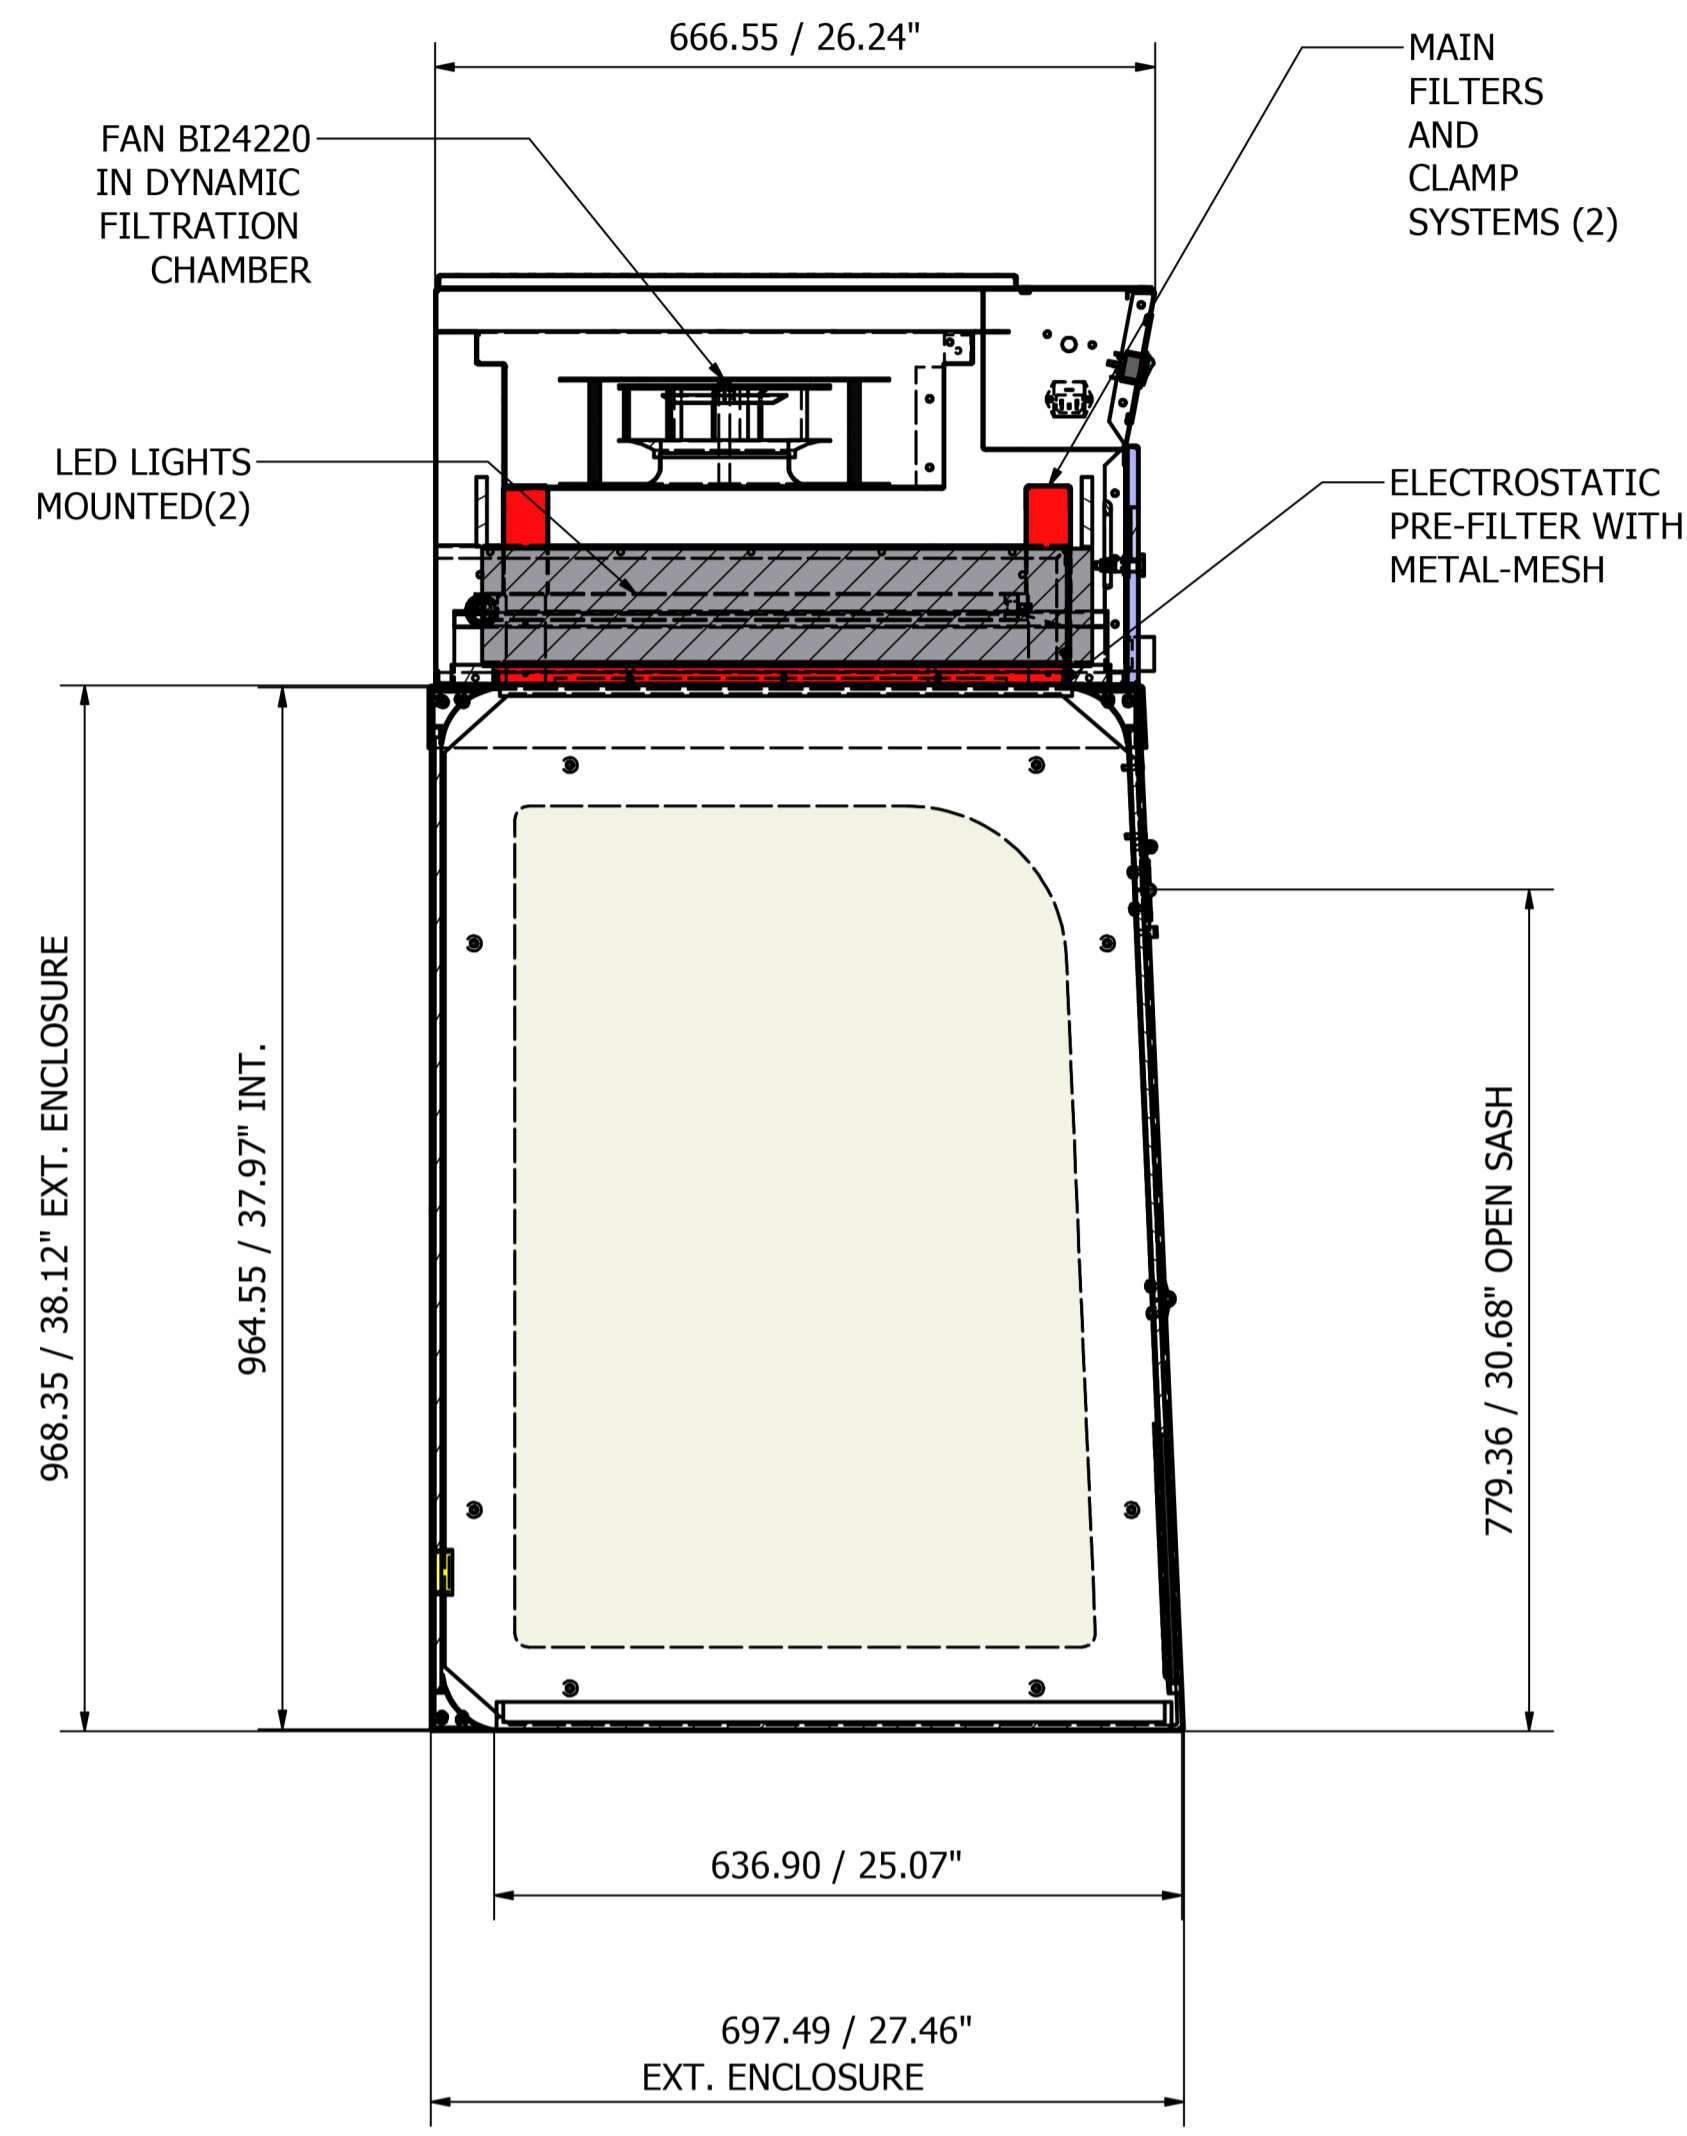 666.55 / 26.24"
MAIN
FILTERS
AND
CLAMP
SYSTEMS (2)
FAN BI24220
IN DYNAMIC
FILTRATION
CHAMBER
LED LIGHTS
MOUNTED(2)
ELECTROSTATIC
PRE-FILTER WITH
METAL-MESH
968.35 / 38.12" EXT. ENCLOSURE
964.55 / 37.97" INT.
779.36 / 30.68" OPEN SASH
636.90 / 25.07"
697.49 / 27.46"
EXT. ENCLOSURE